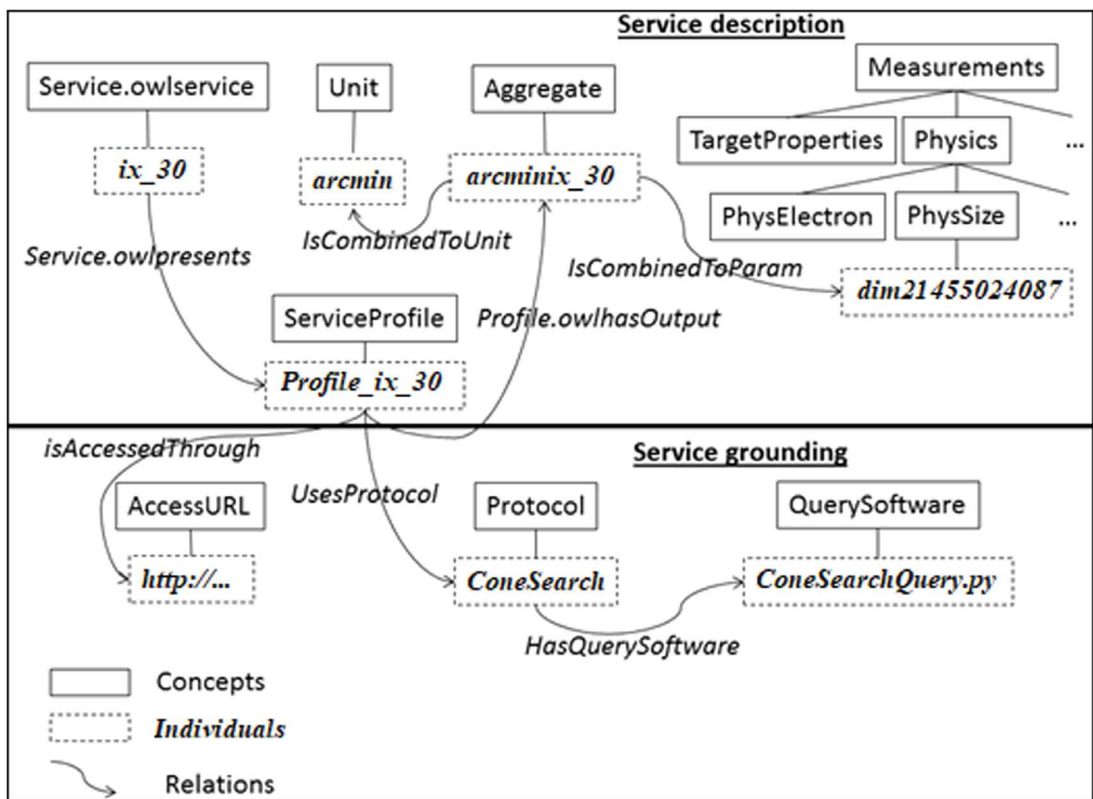 Service description
Service.owlservice
Unit
Aggregate
Measurements
TargetProperties
Physics
...
ix_30
arcmin
arcminix_30
PhysElectron
PhysSize
...
IsCombinedToUnit
Service.owlpresents
IsCombinedToParam
dim21455024087
ServiceProfile
Profile.owlhasOutput
Profile_ix_30
isAccessedThrough
Service grounding
UsesProtocol
AccessURL
Protocol
QuerySoftware
http://...
ConeSearch
ConeSearchQuery.py
HasQuerySoftware
Concepts
Individuals
Relations